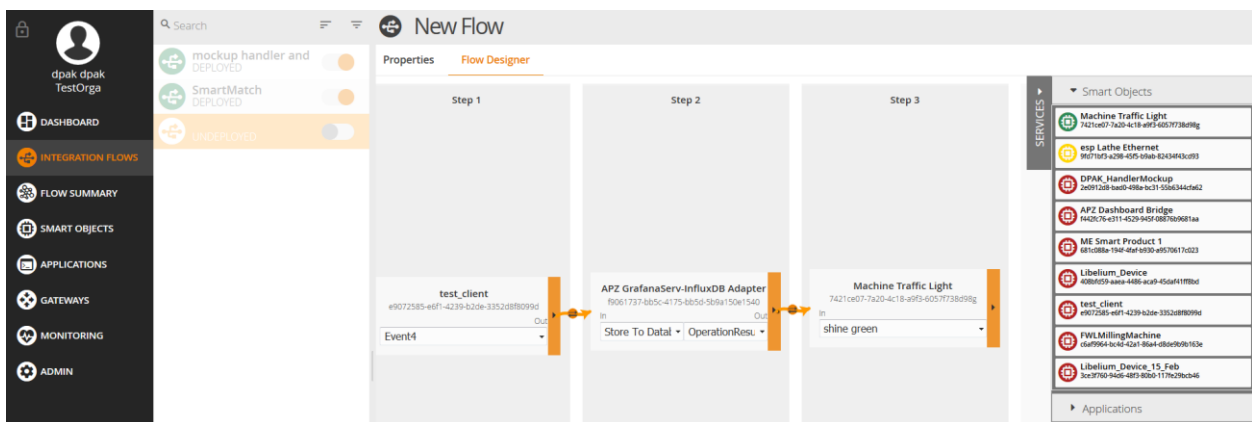 dpak dpak
TestOrga
DASHBOARD
INTEGRATION FLOWS
FLOW SUMMARY
SMART OBJECTS
APPLICATIONS
GATEWAYS
MONITORING
ADMIN
Search
mockup handler and
DEPLOYED
SmartMatch
DEPLOYED
UNDEPLOYED
New Flow
Properties Flow Designer
Step 1
test_client
e9072585-e6f1-4239-b2de-3352d8f8099d
Out
Event4
Step 2
APZ GrafanaServ-InfluxDB Adapter
f9061737-bb5c-4175-bb5d-5b9a150e1540
In Out
Store To Datal OperationResu
Step 3
Machine Traffic Light
7421ce07-7a20-4c18-a9f3-6057f738d98g
In
shine green
SERVICES
Smart Objects
Machine Traffic Light
7421ce07-7a20-4c18-a9f3-6057f738d98g
esp Lathe Ethernet
9fd71bf3-a298-45f5-b9ab-82434f43cd93
DPAK_HandlerMockup
2e0912d8-bad0-498a-bc31-55b6344cfa62
APZ Dashboard Bridge
f442fc76-e311-4529-945f-08876b9681aa
ME Smart Product 1
681c088a-194f-4faf-b930-a9570617c023
Libelium_Device
408bfd59-aaea-4486-aca9-45daf41ff8bd
test_client
e9072585-e6f1-4239-b2de-3352d8f8099d
FWLMillingMachine
c6af9964-bc4d-42a1-86a4-d8de9b9b163e
Libelium_Device_15_Feb
3ce3f760-94d6-48f3-80b0-117fe29bcb46
Applications